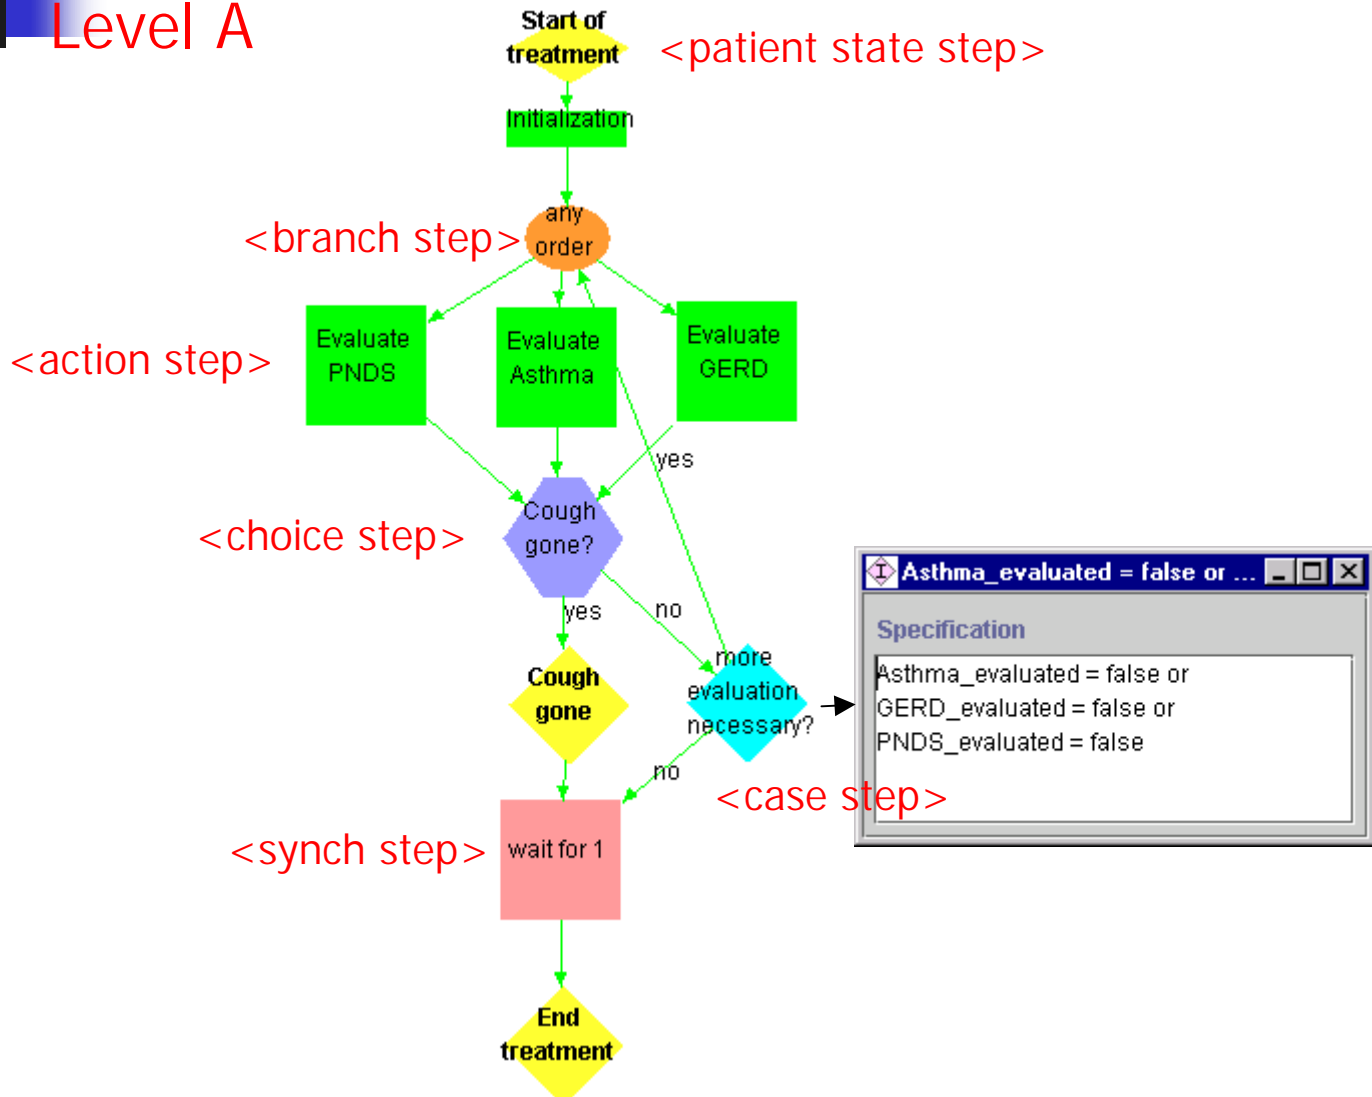 Level A
Start of
treatment
<patient state step>
Initialization
<branch step>
any
order
<action step>
Evaluate
PNDS
Evaluate
Asthma
Evaluate
GERD
yes
<choice step>
Cough
gone?
yes
no
Cough
gone
more
evaluation
necessary?
no
<case step>
<synch step>
wait for 1
End
treatment
Asthma_evaluated = false or ...
Specification
Asthma_evaluated = false or
GERD_evaluated = false or
PNDS_evaluated = false